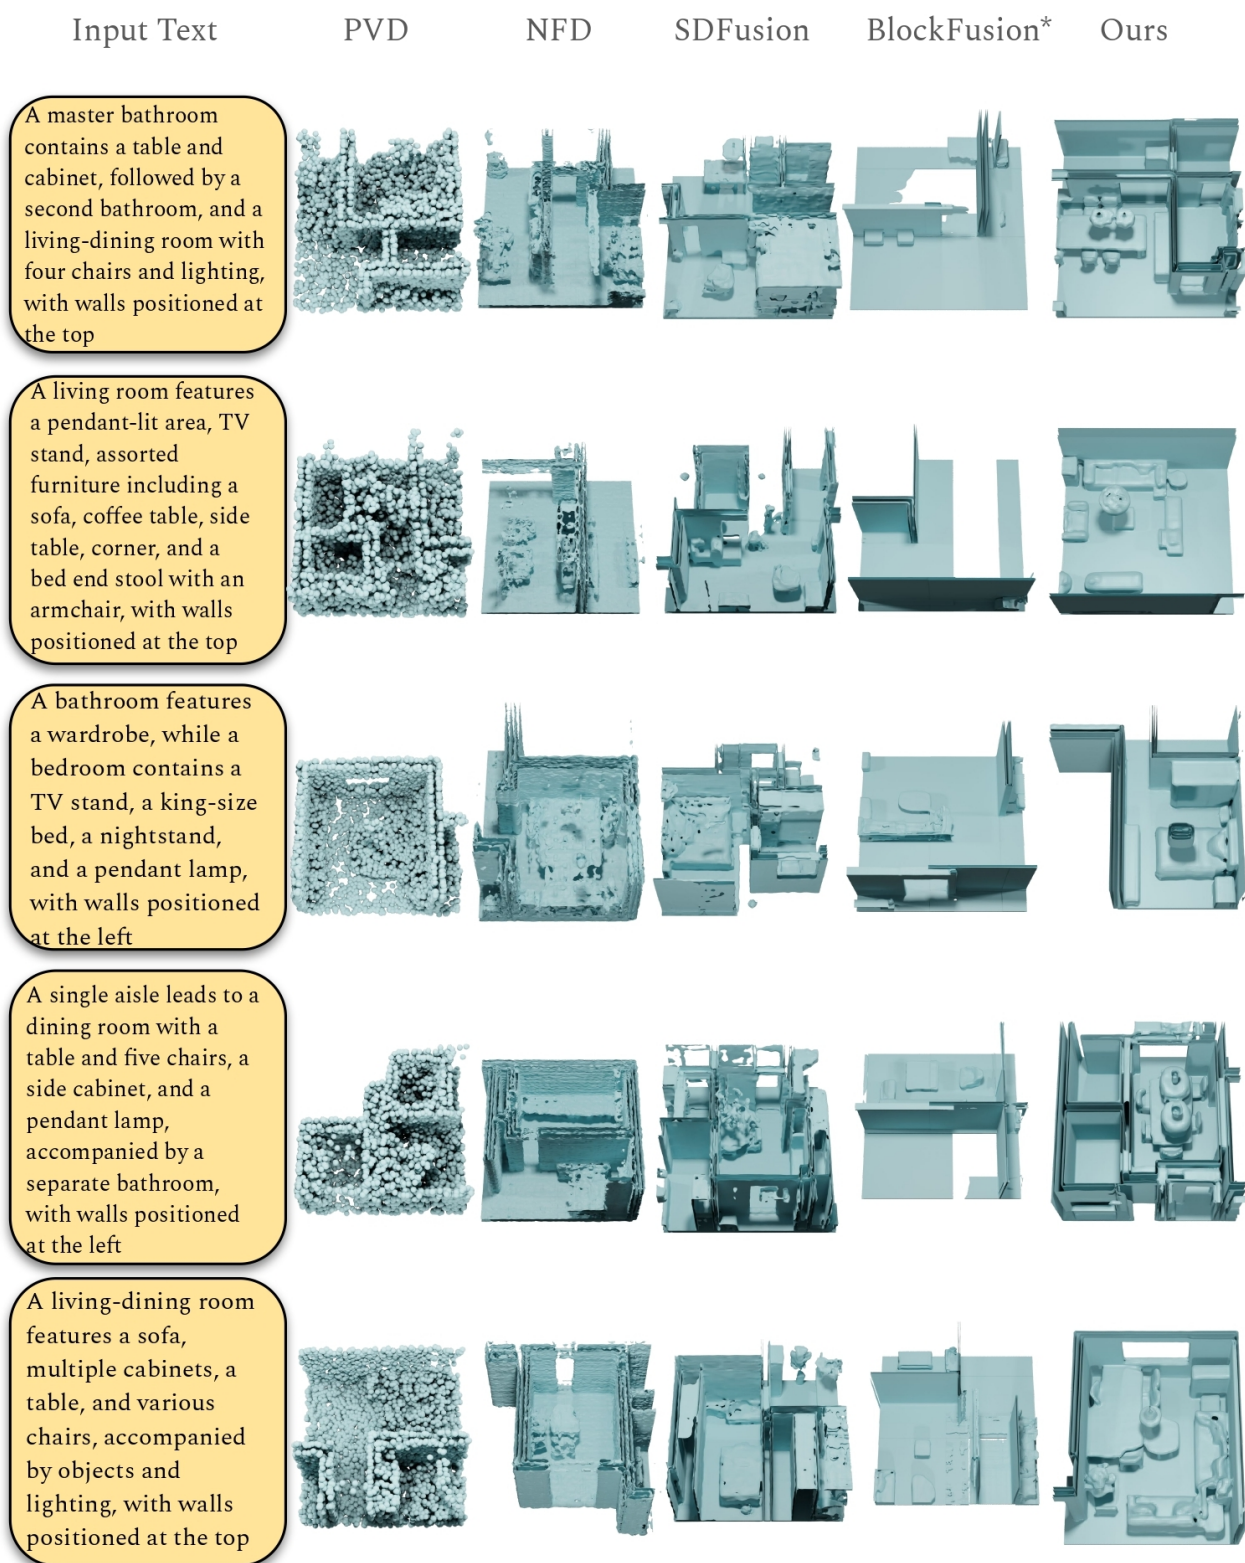 Input Text PVD NFD SDFusion BlockFusion* Ours
A master bathroom
contains a table and
cabinet, followed by a
second bathroom, and a
living-dining room with
four chairs and lighting,
with walls positioned at
the top
A living room features
a pendant-lit area, TV
stand, assorted
furniture including a
sofa, coffee table, side
table, corner, and a
bed end stool with an
armchair, with walls
positioned at the top
A bathroom features
a wardrobe, while a
bedroom contains a
TV stand, a king-size
bed, a nightstand,
and a pendant lamp,
with walls positioned
at the left
A single aisle leads to a
dining room with a
table and five chairs, a
side cabinet, and a
pendant lamp,
accompanied by a
separate bathroom,
with walls positioned
at the left
A living-dining room
features a sofa,
multiple cabinets, a
table, and various
chairs, accompanied
by objects and
lighting, with walls
positioned at the top